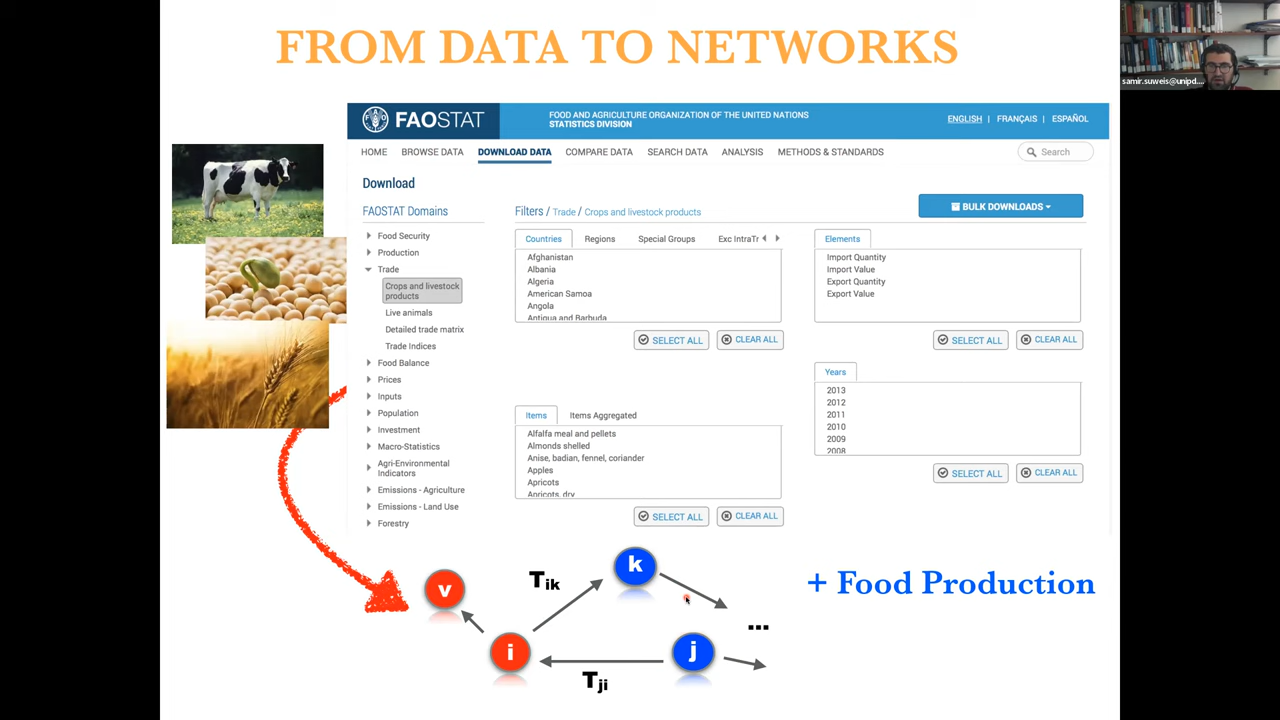 FROM DATA TO NETWORKS
samir.suweis@unipd....
FAOSTAT
FOOD AND AGRICULTURE ORGANIZATION OF THE UNITED NATIONS
STATISTICS DIVISION
ENGLISH | FRANÇAIS | ESPAÑOL
HOME BROWSE DATA DOWNLOAD DATA COMPARE DATA SEARCH DATA ANALYSIS METHODS & STANDARDS
Search
Download
BULK DOWNLOADS
FAOSTAT Domains
Food Security
Production
Trade
Crops and livestock
products
Live animals
Detailed trade matrix
Trade Indices
Food Balance
Prices
Inputs
Population
Investment
Macro-Statistics
Agri-Environmental
Indicators
Emissions - Agriculture
Emissions - Land Use
Forestry
Filters / Trade / Crops and livestock products
Countries Regions Special Groups Exc IntraTr
Afghanistan
Albania
Algeria
American Samoa
Angola
Antigua and Barbuda
SELECT ALL CLEAR ALL
Elements
Import Quantity
Import Value
Export Quantity
Export Value
SELECT ALL CLEAR ALL
Items Items Aggregated
Alfalfa meal and pellets
Almonds shelled
Anise, badian, fennel, coriander
Apples
Apricots
Apricots, dry
SELECT ALL CLEAR ALL
Years
2013
2012
2011
2010
2009
2008
SELECT ALL CLEAR ALL
v
Tik
k
i
Tji
j
...
+ Food Production